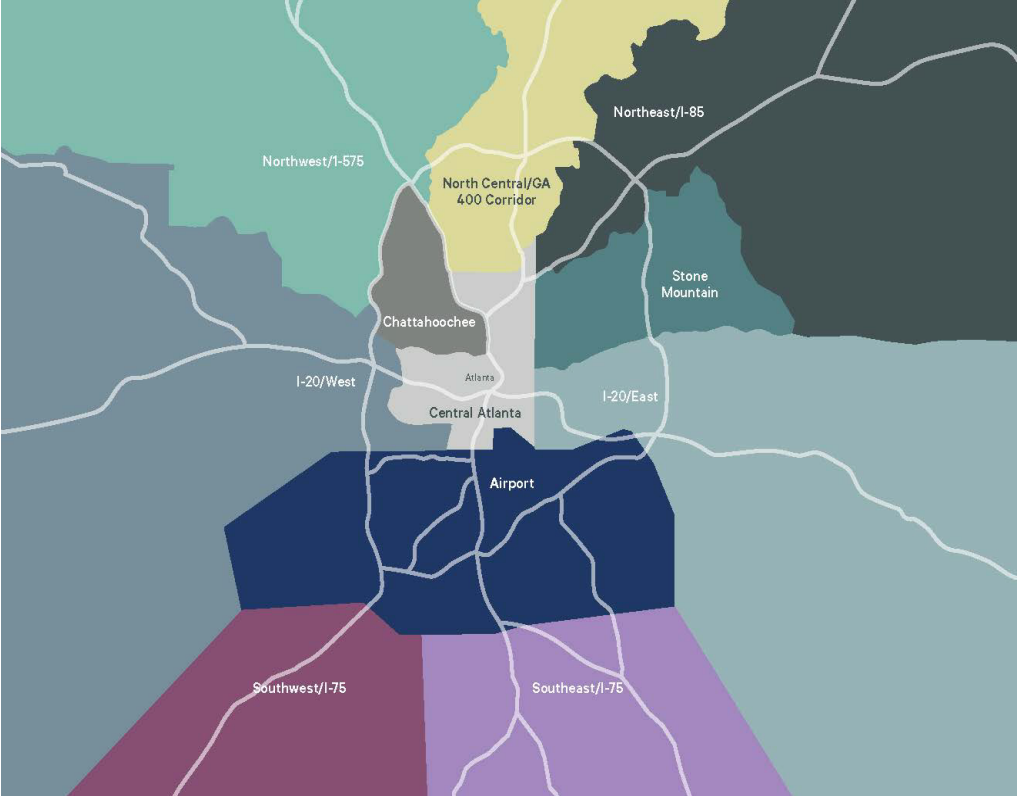 Northeast/I-85
Northwest/1-575
North Central/GA
400 Corridor
Stone
Mountain
Chattahoochee
Atlanta
I-20/West
I-20/East
Central Atlanta
Airport
Southwest/I-75
Southeast/I-75